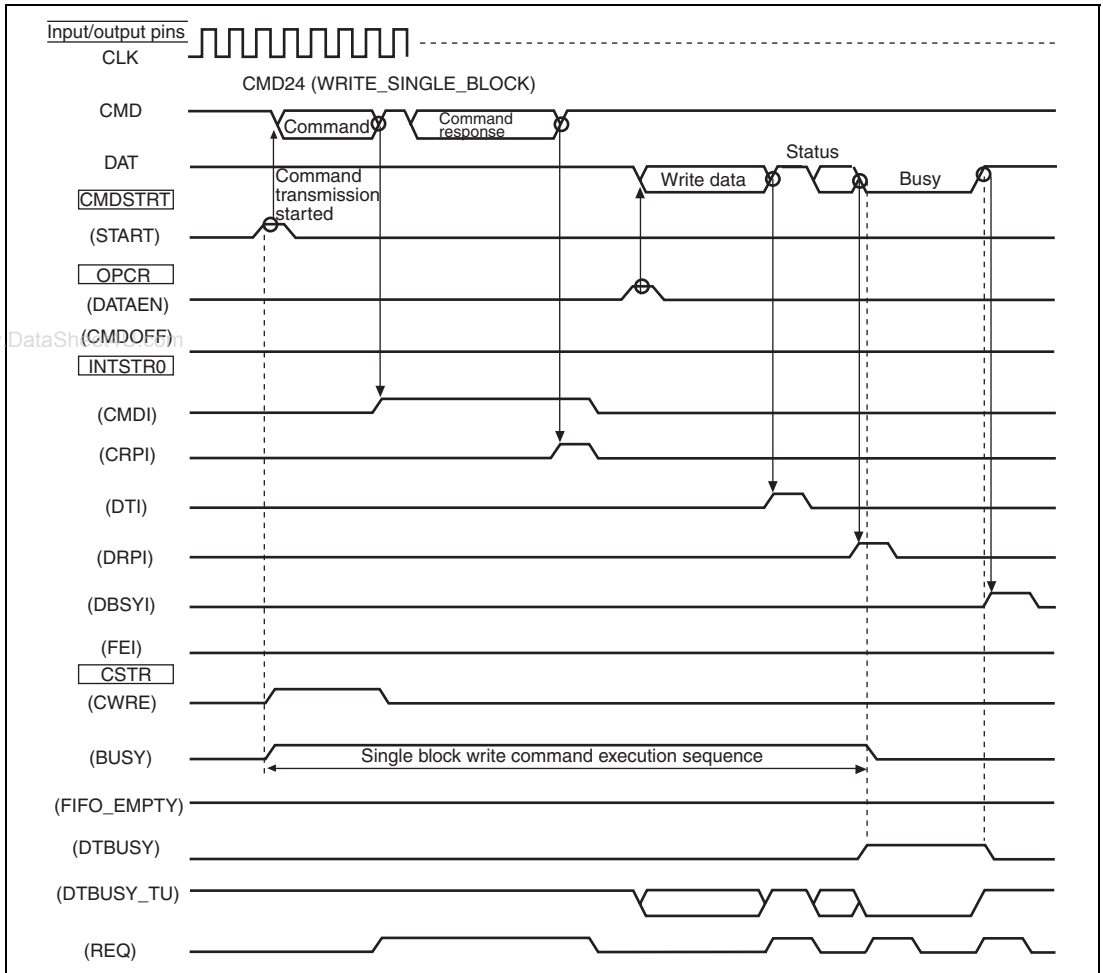 Input/output pins
CLK
CMD24 (WRITE_SINGLE_BLOCK)
CMD
Command
Command
response
Status
DAT
Write data
Busy
Command
transmission
started
CMDSTRT
(START)
OPCR
(DATAEN)
(CMDOFF)
INTSTR0
(CMDI)
(CRPI)
(DTI)
(DRPI)
(DBSYI)
(FEI)
CSTR
(CWRE)
(BUSY)
Single block write command execution sequence
(FIFO_EMPTY)
(DTBUSY)
(DTBUSY_TU)
(REQ)